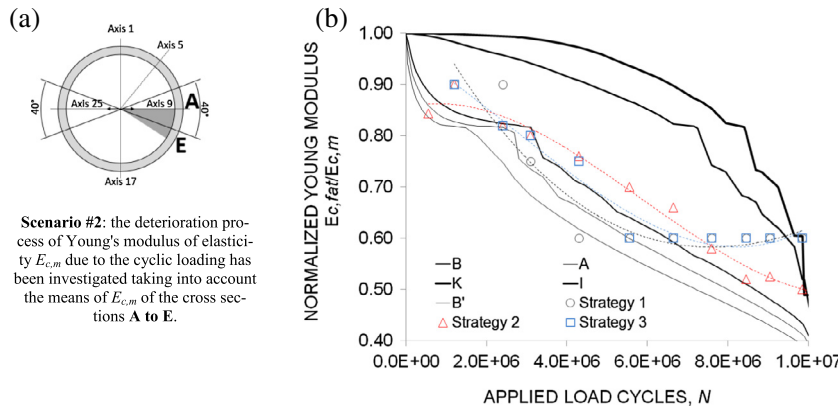 (a)
Axis 1
Axis 5
Axis 25
Axis 9
A
40°
40°
E
Axis 17
Scenario #2: the deterioration pro-
cess of Young's modulus of elastici-
ty Ec,m due to the cyclic loading has
been investigated taking into account
the means of Ec,m of the cross sec-
tions A to E.
(b)
NORMALIZED YOUNG MODULUS
Ec,fat/Ec,m
1.00
0.90
0.80
0.70
0.60
0.50
0.40
B
A
K
I
B'
Strategy 1
Strategy 2
Strategy 3
0.0E+00
2.0E+06
4.0E+06
6.0E+06
8.0E+06
1.0E+07
APPLIED LOAD CYCLES, N